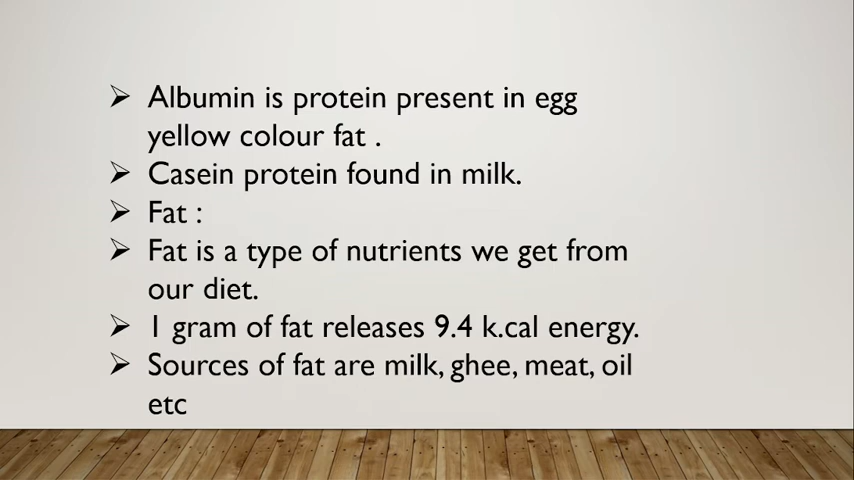 ➢ Albumin is protein present in egg
yellow colour fat .
➢ Casein protein found in milk.
➢ Fat :
➢ Fat is a type of nutrients we get from
our diet.
➢ 1 gram of fat releases 9.4 k.cal energy.
➢ Sources of fat are milk, ghee, meat, oil
etc